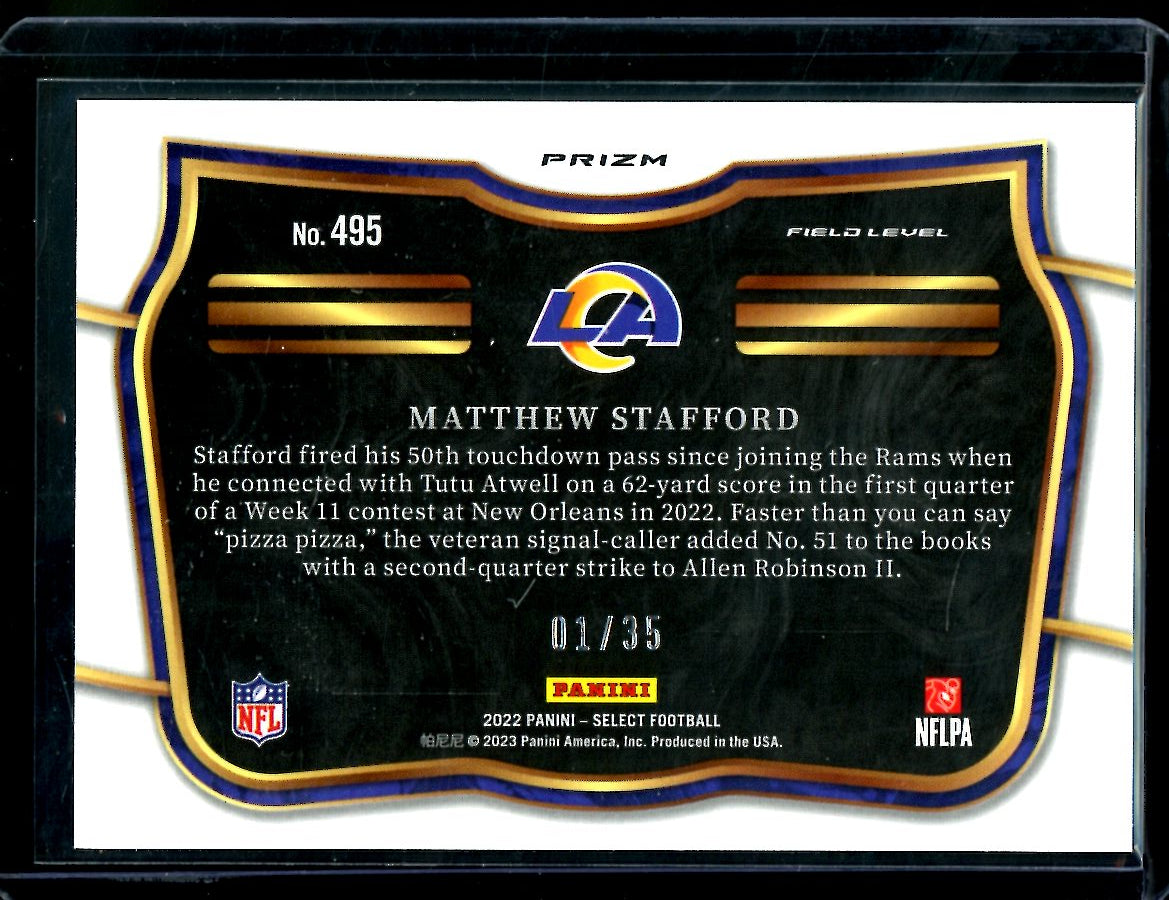 PRIZM
No. 495
FIELD LEVEL
LA
MATTHEW STAFFORD
Stafford fired his 50th touchdown pass since joining the Rams when
he connected with Tutu Atwell on a 62-yard score in the first quarter
of a Week 11 contest at New Orleans in 2022. Faster than you can say
“pizza pizza,” the veteran signal-caller added No. 51 to the books
with a second-quarter strike to Allen Robinson II.
01/35
NFL
PANINI
NFLPA
2022 PANINI – SELECT FOOTBALL
帕尼尼 © 2023 Panini America, Inc. Produced in the USA.